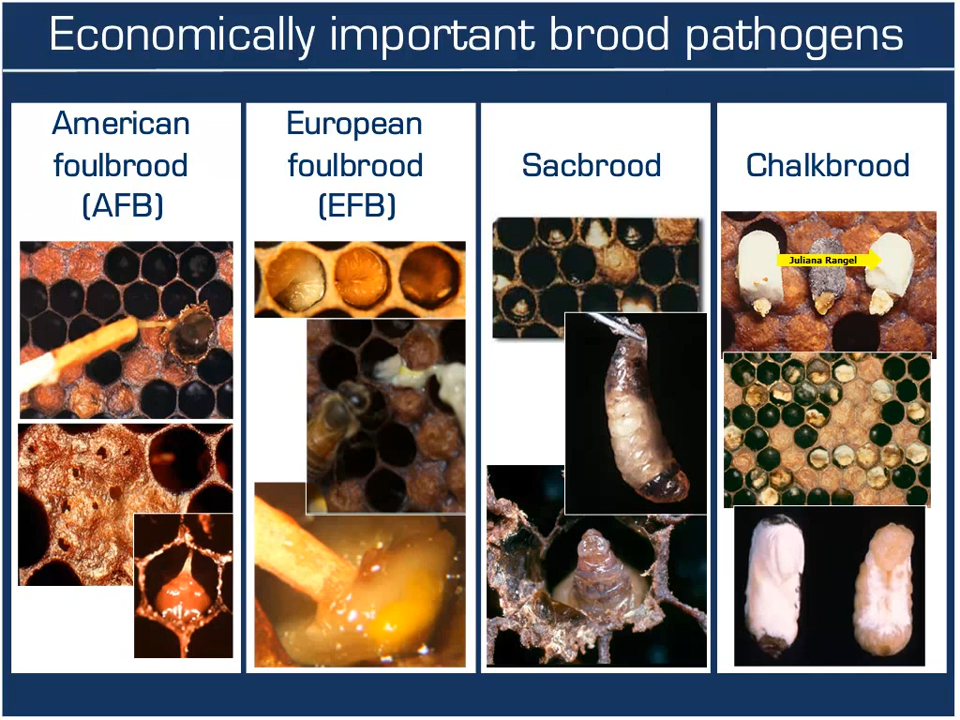 Economically important brood pathogens
American
foulbrood
(AFB)
European
foulbrood
(EFB)
Sacbrood
Chalkbrood
Juliana Rangel